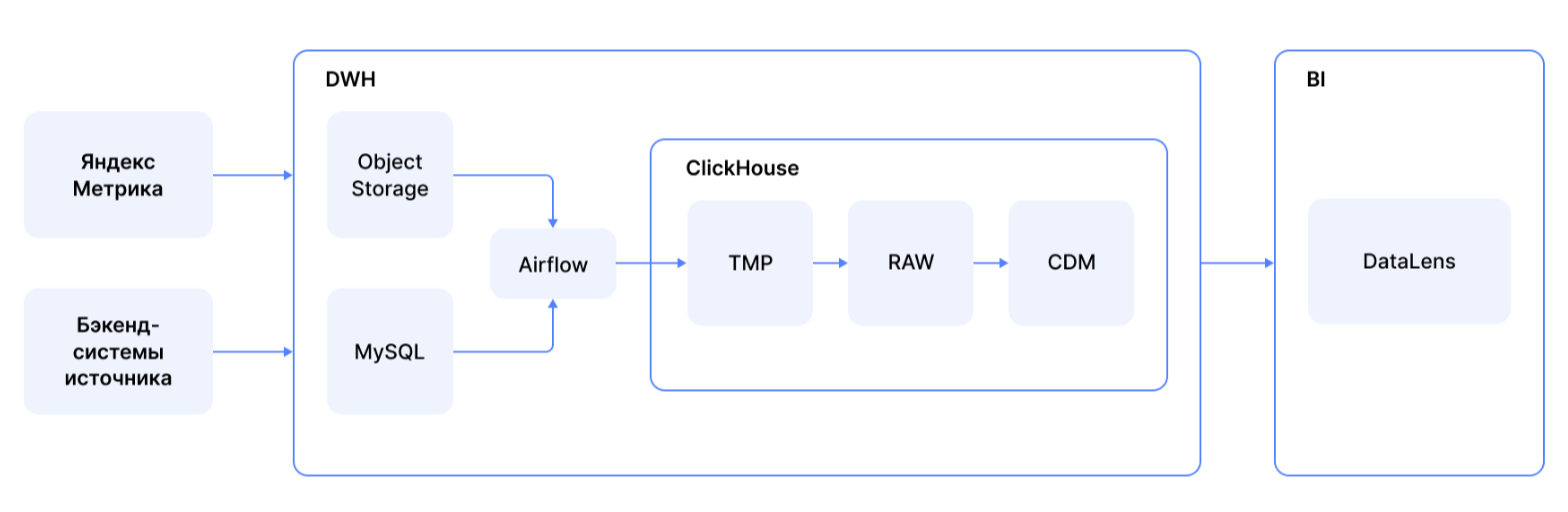 Яндекс
Метрика
Бэкенд-
системы
источника
DWH
Object
Storage
MySQL
Airflow
ClickHouse
TMP
RAW
CDM
BI
DataLens